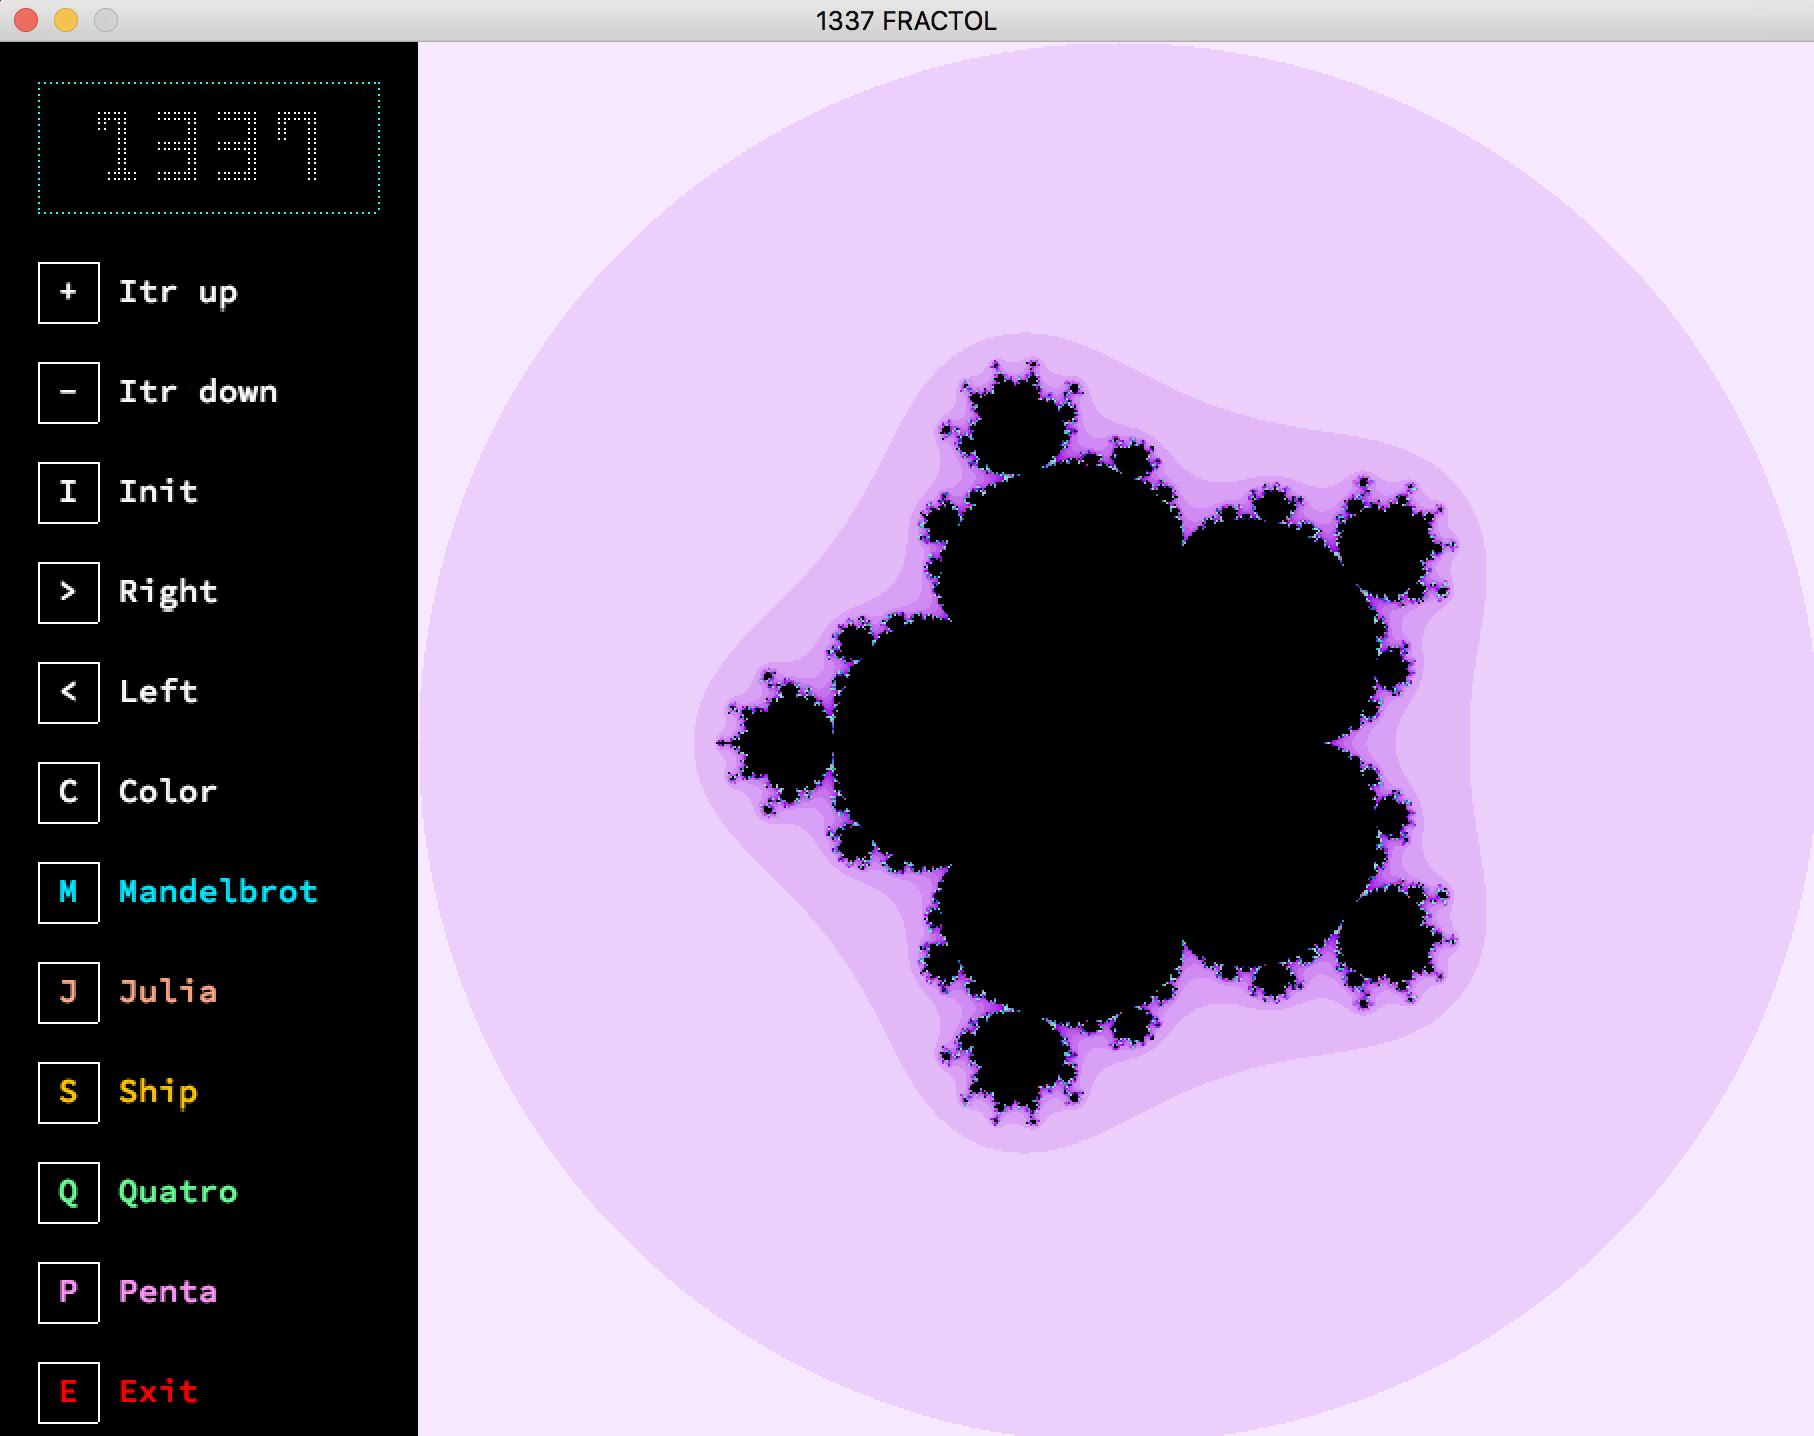 1337 FRACTOL
1337
+ Itr up
- Itr down
I Init
> Right
< Left
C Color
M Mandelbrot
J Julia
S Ship
Q Quatro
P Penta
E Exit